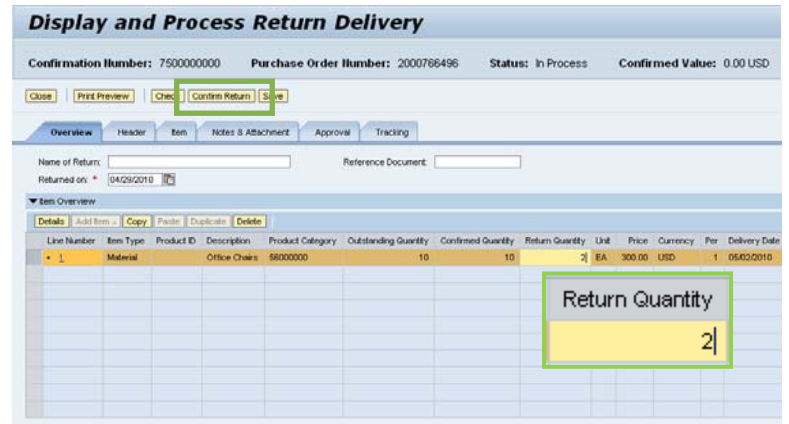 Display and Process Return Delivery
Confirmation Number: 7500000000 Purchase Order Number: 2000766496 Status: In Process Confirmed Value: 0.00 USD
Close Print Preview Check Confirm Return Save
Overview Header Item Notes & Attachment Approval Tracking
Name of Return: Reference Document:
Returned on: * 04/29/2010
Item Overview
Details Add Item Copy Paste Duplicate Delete
Line Number Item Type Product ID Description Product Category Outstanding Quantity Confirmed Quantity Return Quantity Unit Price Currency Per Delivery Date
• 1 Material Office Chairs 56000000 10 10 2 EA 300.00 USD 1 05/02/2010
Return Quantity
2